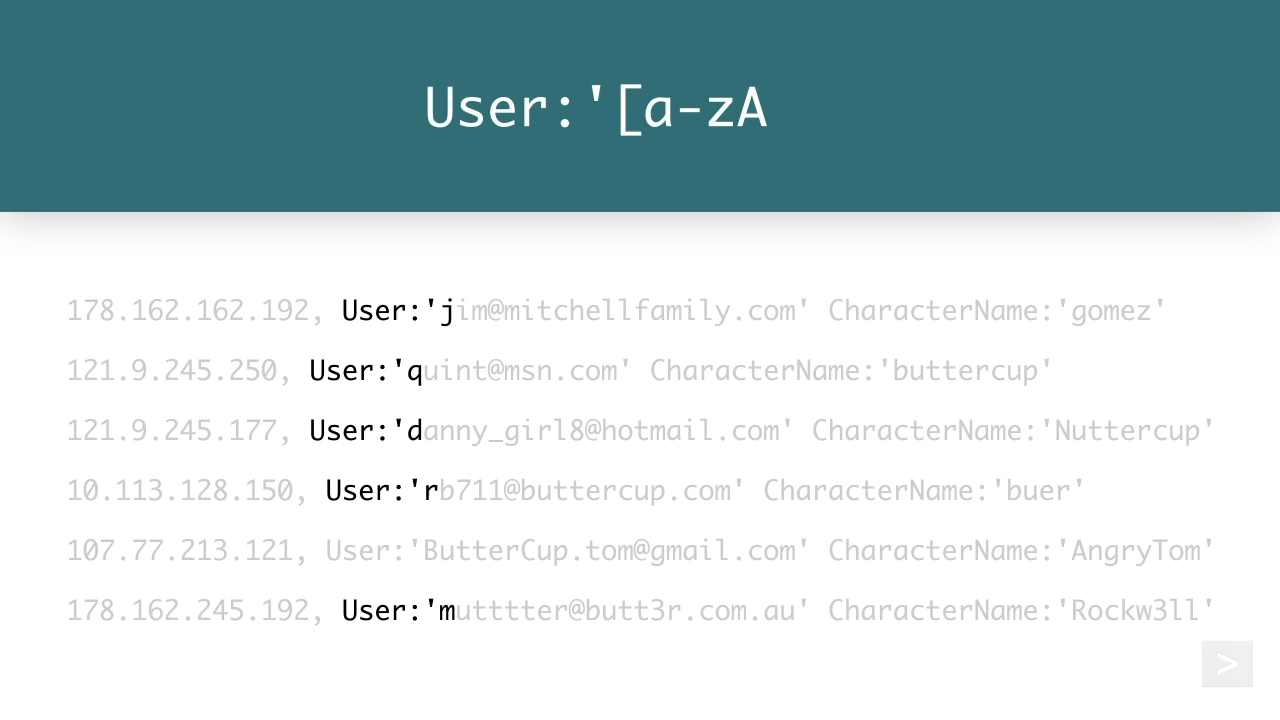 User:'[a-zA
178.162.162.192, User:'jim@mitchellfamily.com' CharacterName:'gomez'
121.9.245.250, User:'quint@msn.com' CharacterName:'buttercup'
121.9.245.177, User:'danny_girl8@hotmail.com' CharacterName:'Nuttercup'
10.113.128.150, User:'rb711@buttercup.com' CharacterName:'buer'
107.77.213.121, User:'ButterCup.tom@gmail.com' CharacterName:'AngryTom'
178.162.245.192, User:'muttttter@butt3r.com.au' CharacterName:'Rockw3ll'
>